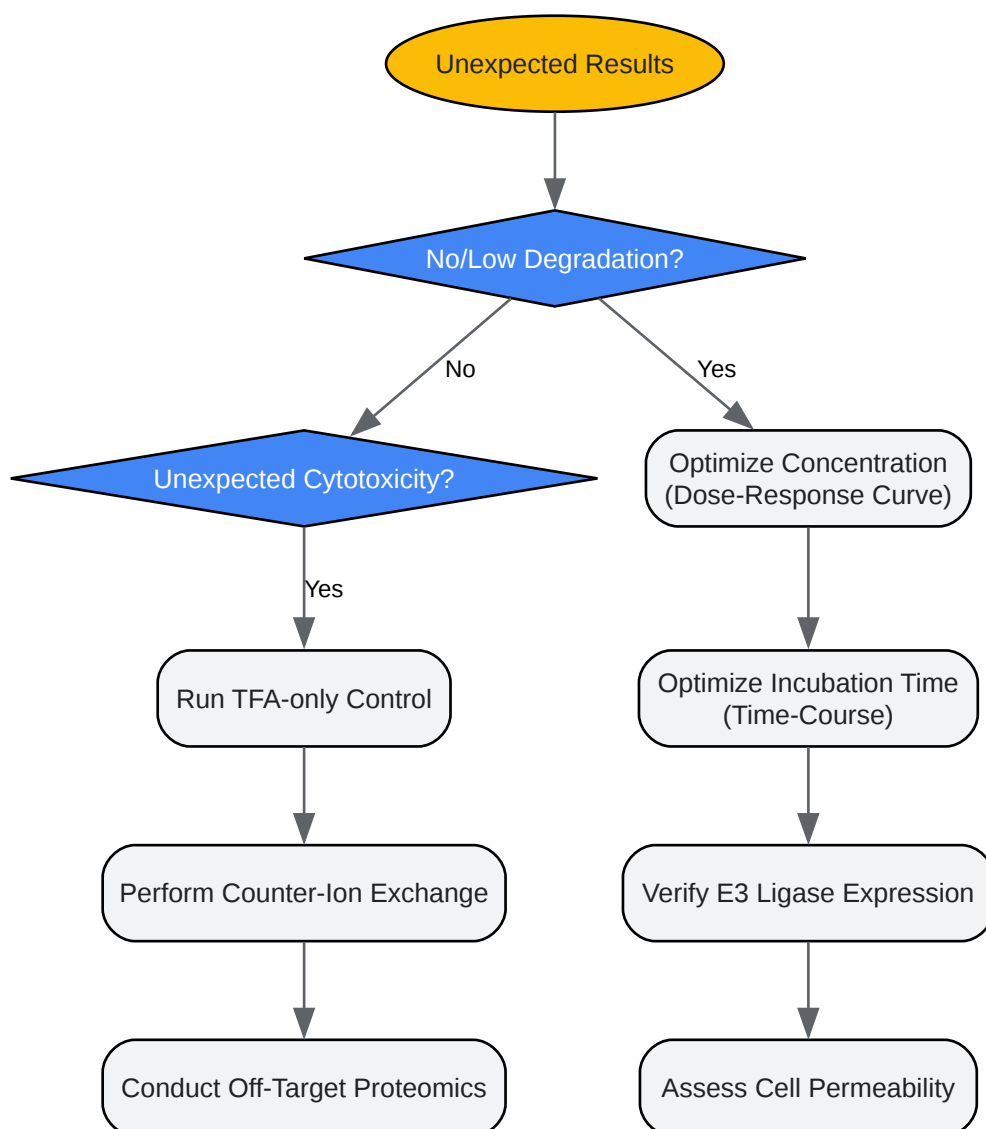 Unexpected Results
No/Low Degradation?
No
Yes
Unexpected Cytotoxicity?
Optimize Concentration
(Dose-Response Curve)
Yes
Run TFA-only Control
Optimize Incubation Time
(Time-Course)
Perform Counter-Ion Exchange
Verify E3 Ligase Expression
Conduct Off-Target Proteomics
Assess Cell Permeability